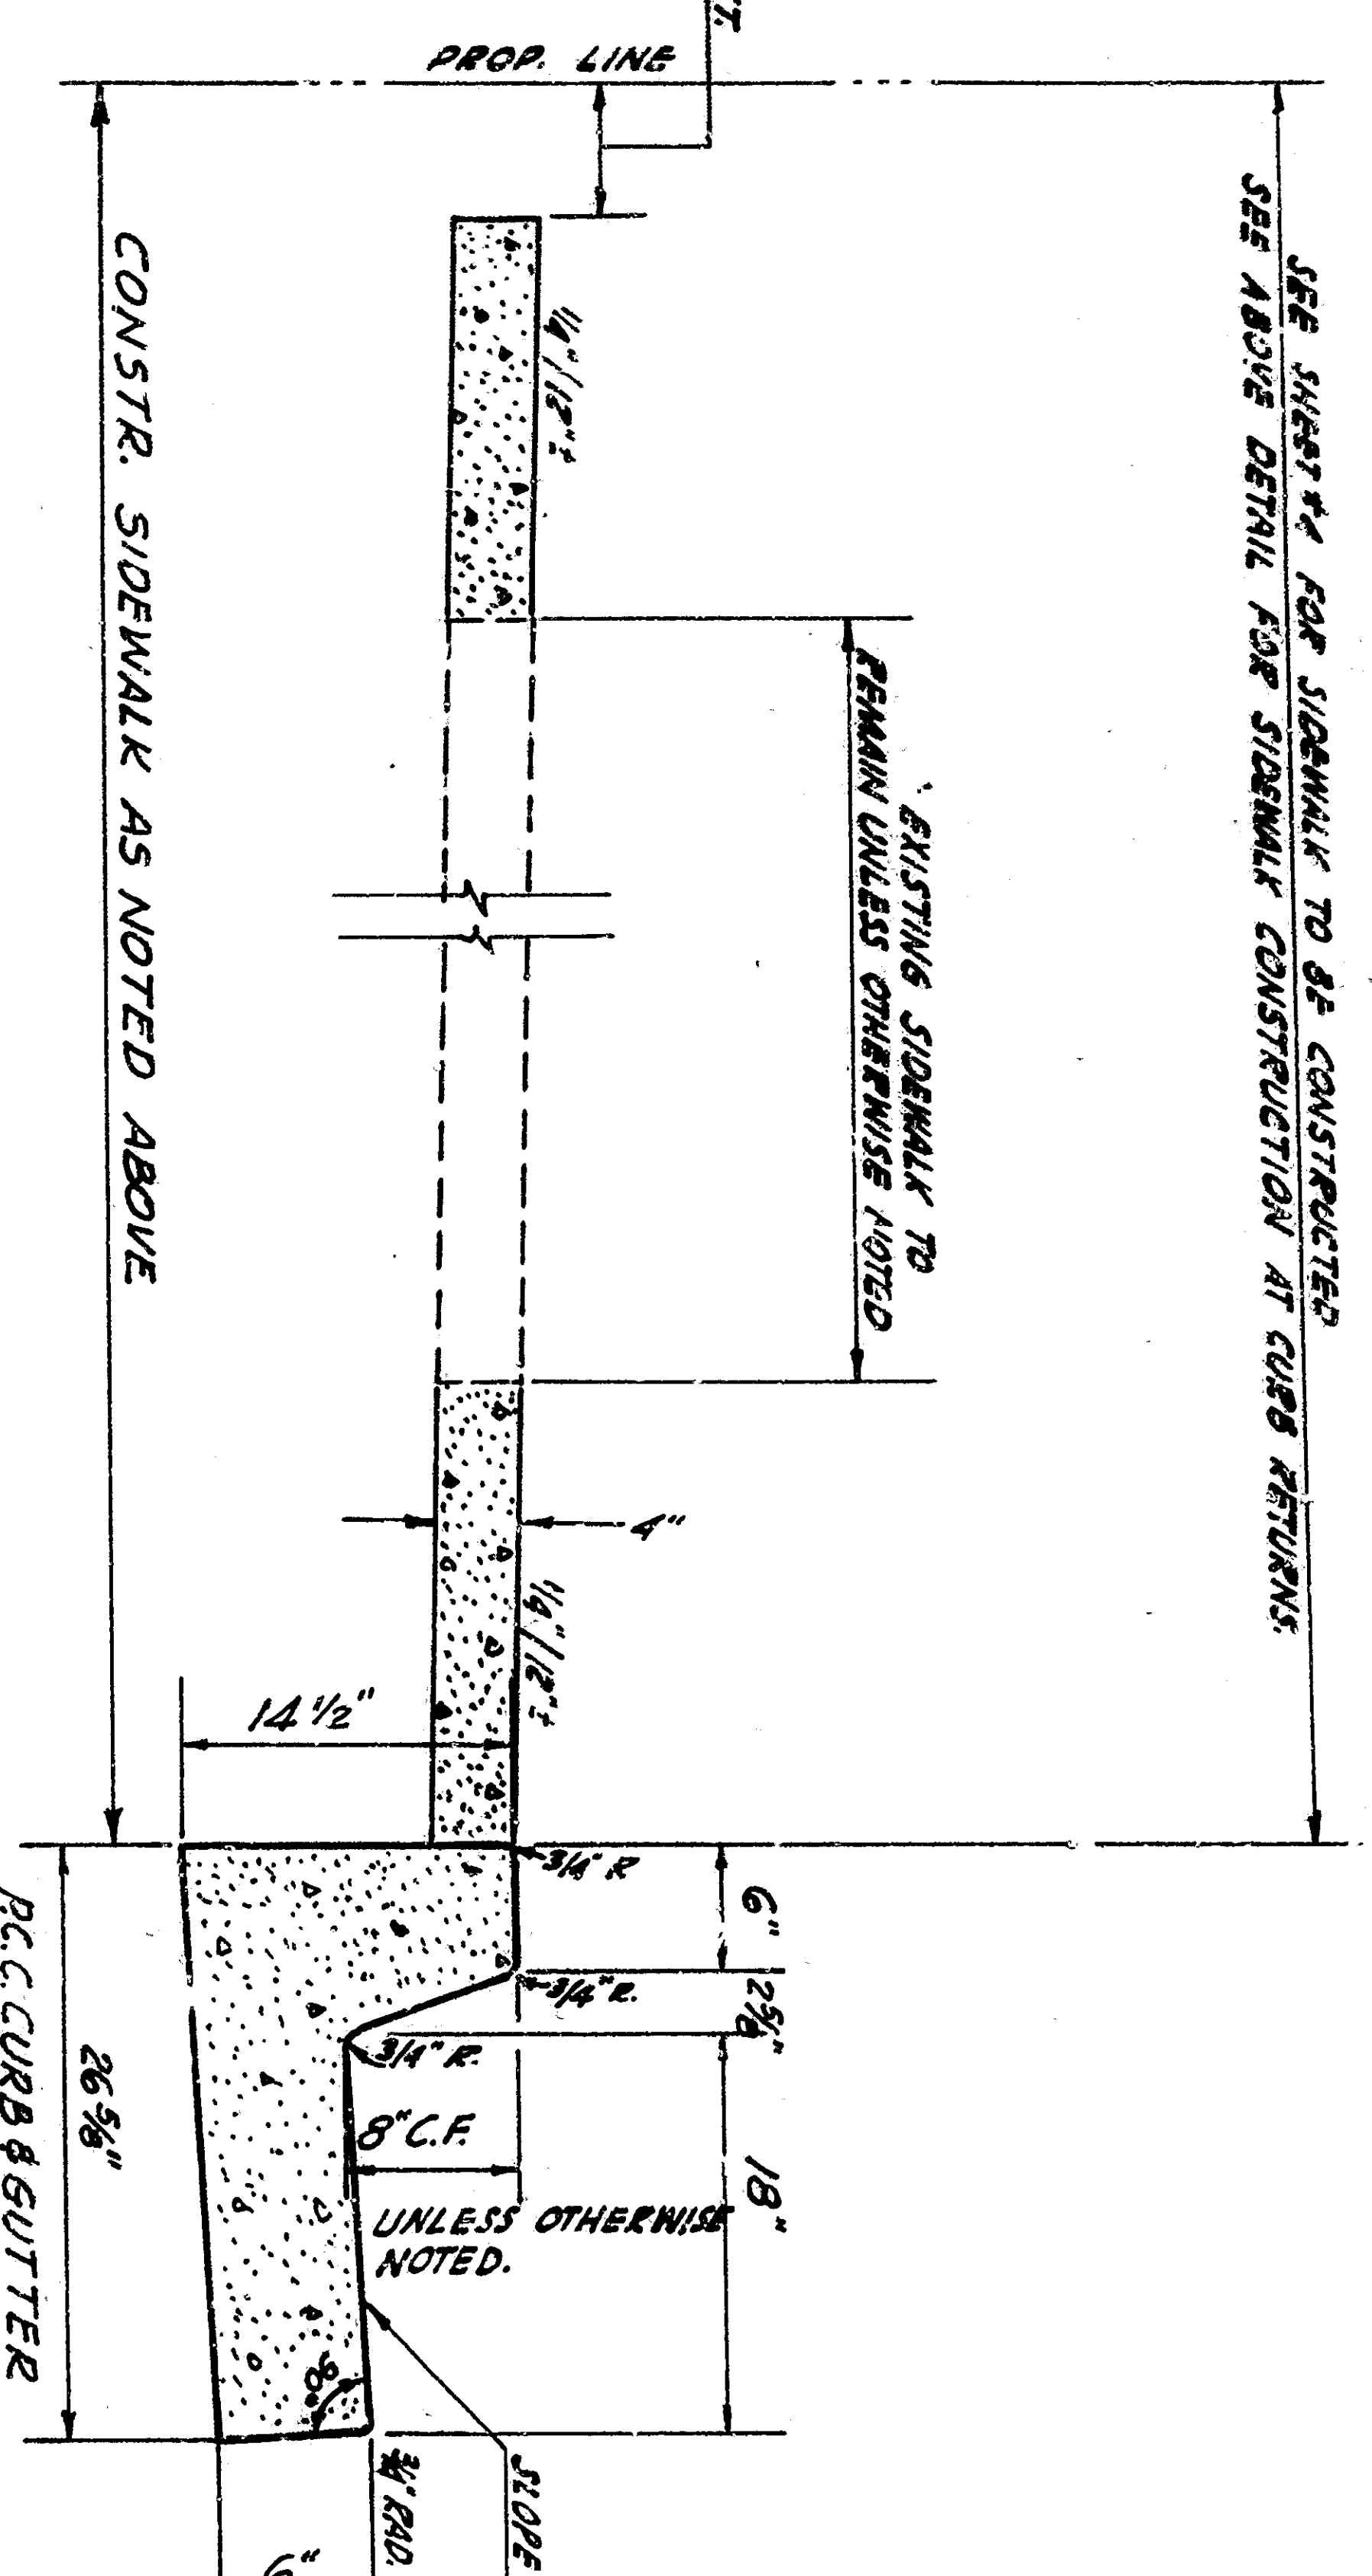 T.
PROP. LINE
SEE SHEET #4 FOR SIDEWALK TO BE CONSTRUCTED
SEE ABOVE DETAIL FOR SIDEWALK CONSTRUCTION AT CURB RETURNS.
EXISTING SIDEWALK TO
REMAIN UNLESS OTHERWISE NOTED
1/4"/12"±
CONSTR. SIDEWALK AS NOTED ABOVE
4"
1/4"/12"±
14 1/2"
3/4" R
6"
3/4" R.
2 5/8"
3/4" R.
8" C.F.
18"
UNLESS OTHERWISE
NOTED.
26 5/8"
P.C.C. CURB & GUTTER
90°
3/4" RAD.
SLOPE
6"